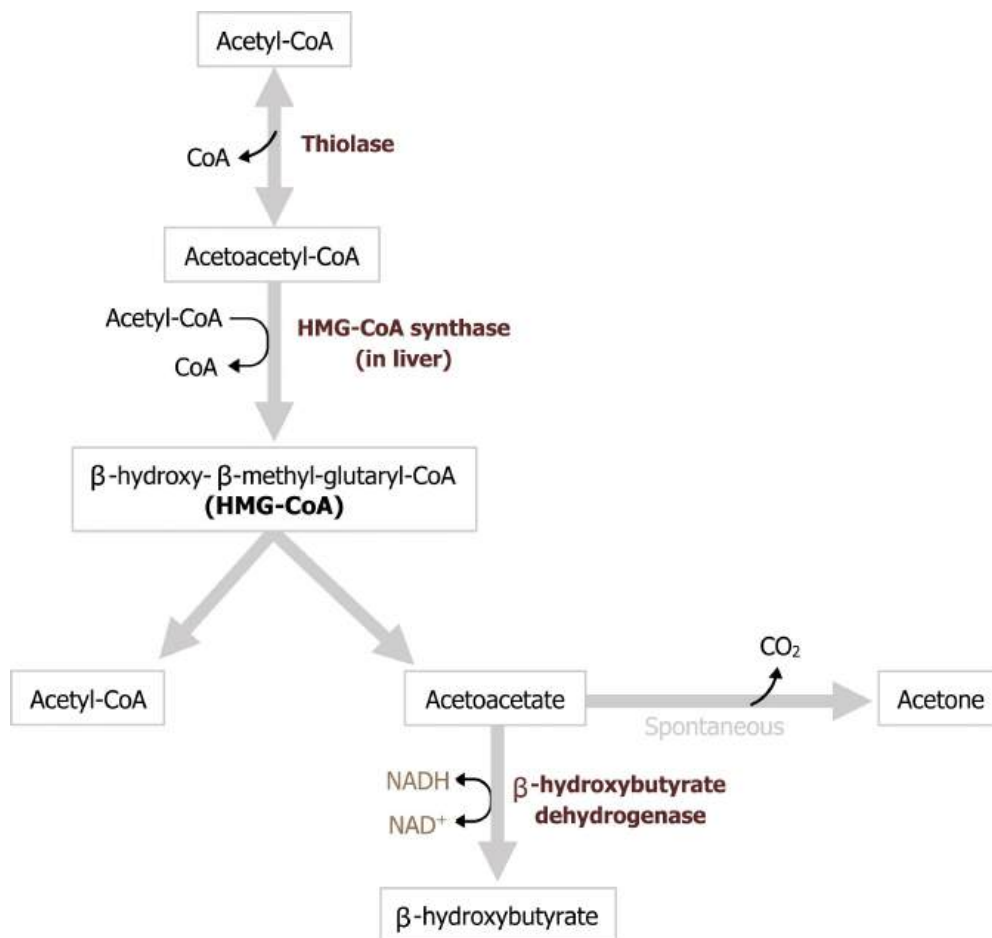 Acetyl-CoA
CoA
Thiolase
Acetoacetyl-CoA
Acetyl-CoA
CoA
HMG-CoA synthase
(in liver)
β-hydroxy- β-methyl-glutaryl-CoA
(HMG-CoA)
Acetyl-CoA
Acetoacetate
CO₂
Spontaneous
Acetone
NADH
NAD⁺
β-hydroxybutyrate
dehydrogenase
β-hydroxybutyrate